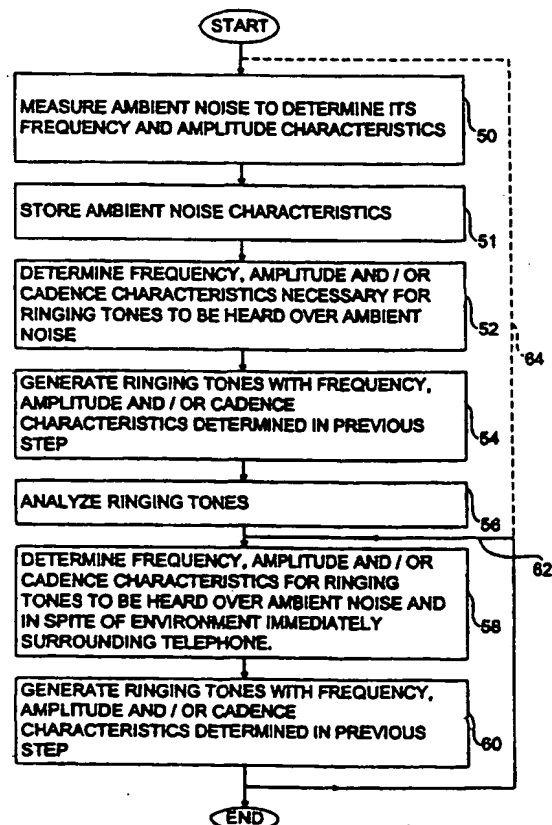 START
MEASURE AMBIENT NOISE TO DETERMINE ITS
FREQUENCY AND AMPLITUDE CHARACTERISTICS
50
STORE AMBIENT NOISE CHARACTERISTICS
51
DETERMINE FREQUENCY, AMPLITUDE AND / OR
CADENCE CHARACTERISTICS NECESSARY FOR
RINGING TONES TO BE HEARD OVER AMBIENT
NOISE
52
64
GENERATE RINGING TONES WITH FREQUENCY,
AMPLITUDE AND / OR CADENCE
CHARACTERISTICS DETERMINED IN PREVIOUS
STEP
54
ANALYZE RINGING TONES
56
62
DETERMINE FREQUENCY, AMPLITUDE AND / OR
CADENCE CHARACTERISTICS FOR RINGING
TONES TO BE HEARD OVER AMBIENT NOISE AND
IN SPITE OF ENVIRONMENT IMMEDIATELY
SURROUNDING TELEPHONE.
58
GENERATE RINGING TONES WITH FREQUENCY,
AMPLITUDE AND / OR CADENCE
CHARACTERISTICS DETERMINED IN PREVIOUS
STEP
60
END